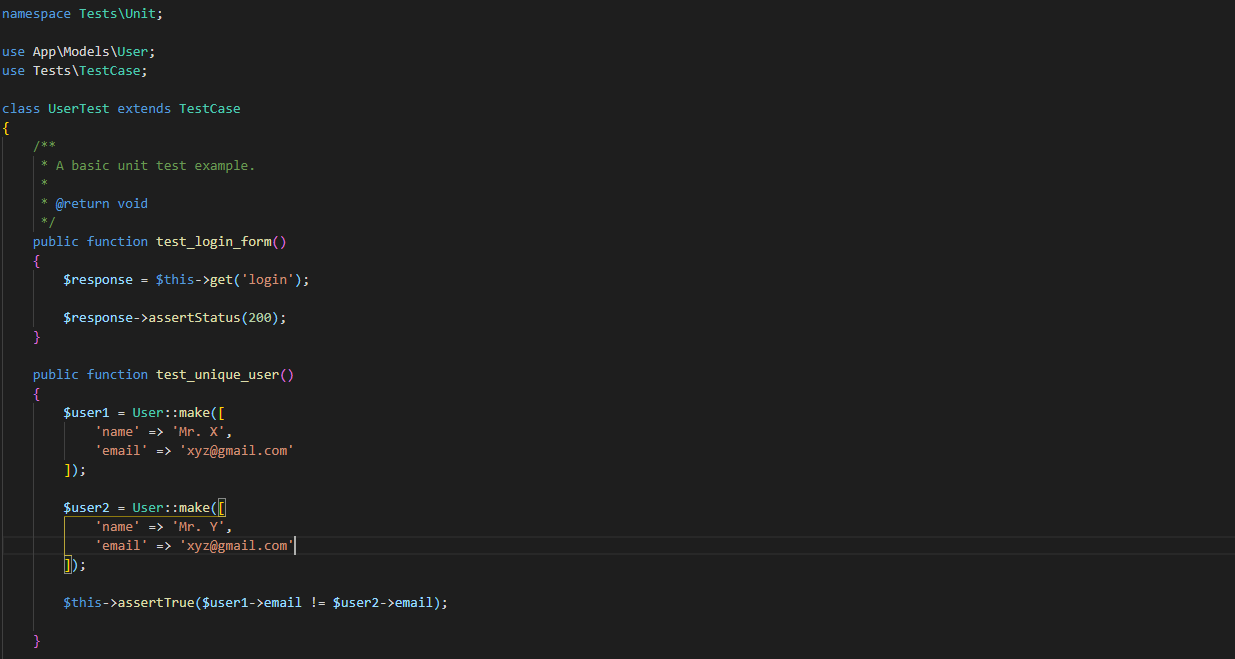 namespace Tests\Unit;
use App\Models\User;
use Tests\TestCase;
class UserTest extends TestCase
{
/**
* A basic unit test example.
*
* @return void
*/
public function test_login_form()
{
$response = $this->get('login');
$response->assertStatus(200);
}
public function test_unique_user()
{
$user1 = User::make([
'name' => 'Mr. X',
'email' => 'xyz@gmail.com'
]);
$user2 = User::make([
'name' => 'Mr. Y',
'email' => 'xyz@gmail.com'
]);
$this->assertTrue($user1->email != $user2->email);
}